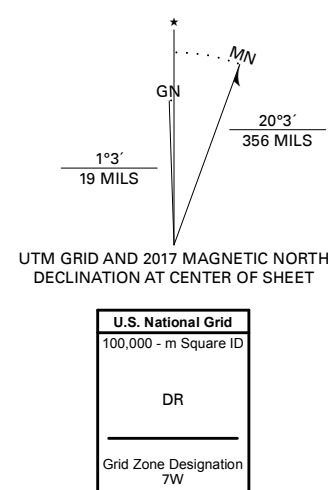 ★
MN
GN
20°3´
356 MILS
1°3´
19 MILS
UTM GRID AND 2017 MAGNETIC NORTH
DECLINATION AT CENTER OF SHEET
U.S. National Grid
100,000 - m Square ID
DR
Grid Zone Designation
7W